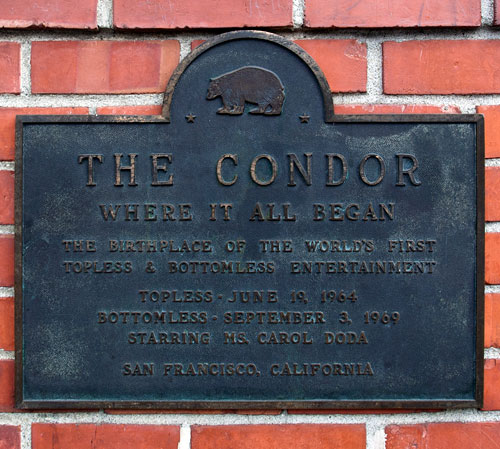 THE CONDOR
WHERE IT ALL BEGAN
THE BIRTHPLACE OF THE WORLD'S FIRST
TOPLESS & BOTTOMLESS ENTERTAINMENT
TOPLESS - JUNE 19, 1964
BOTTOMLESS - SEPTEMBER 3, 1969
STARRING MS. CAROL DODA
SAN FRANCISCO, CALIFORNIA